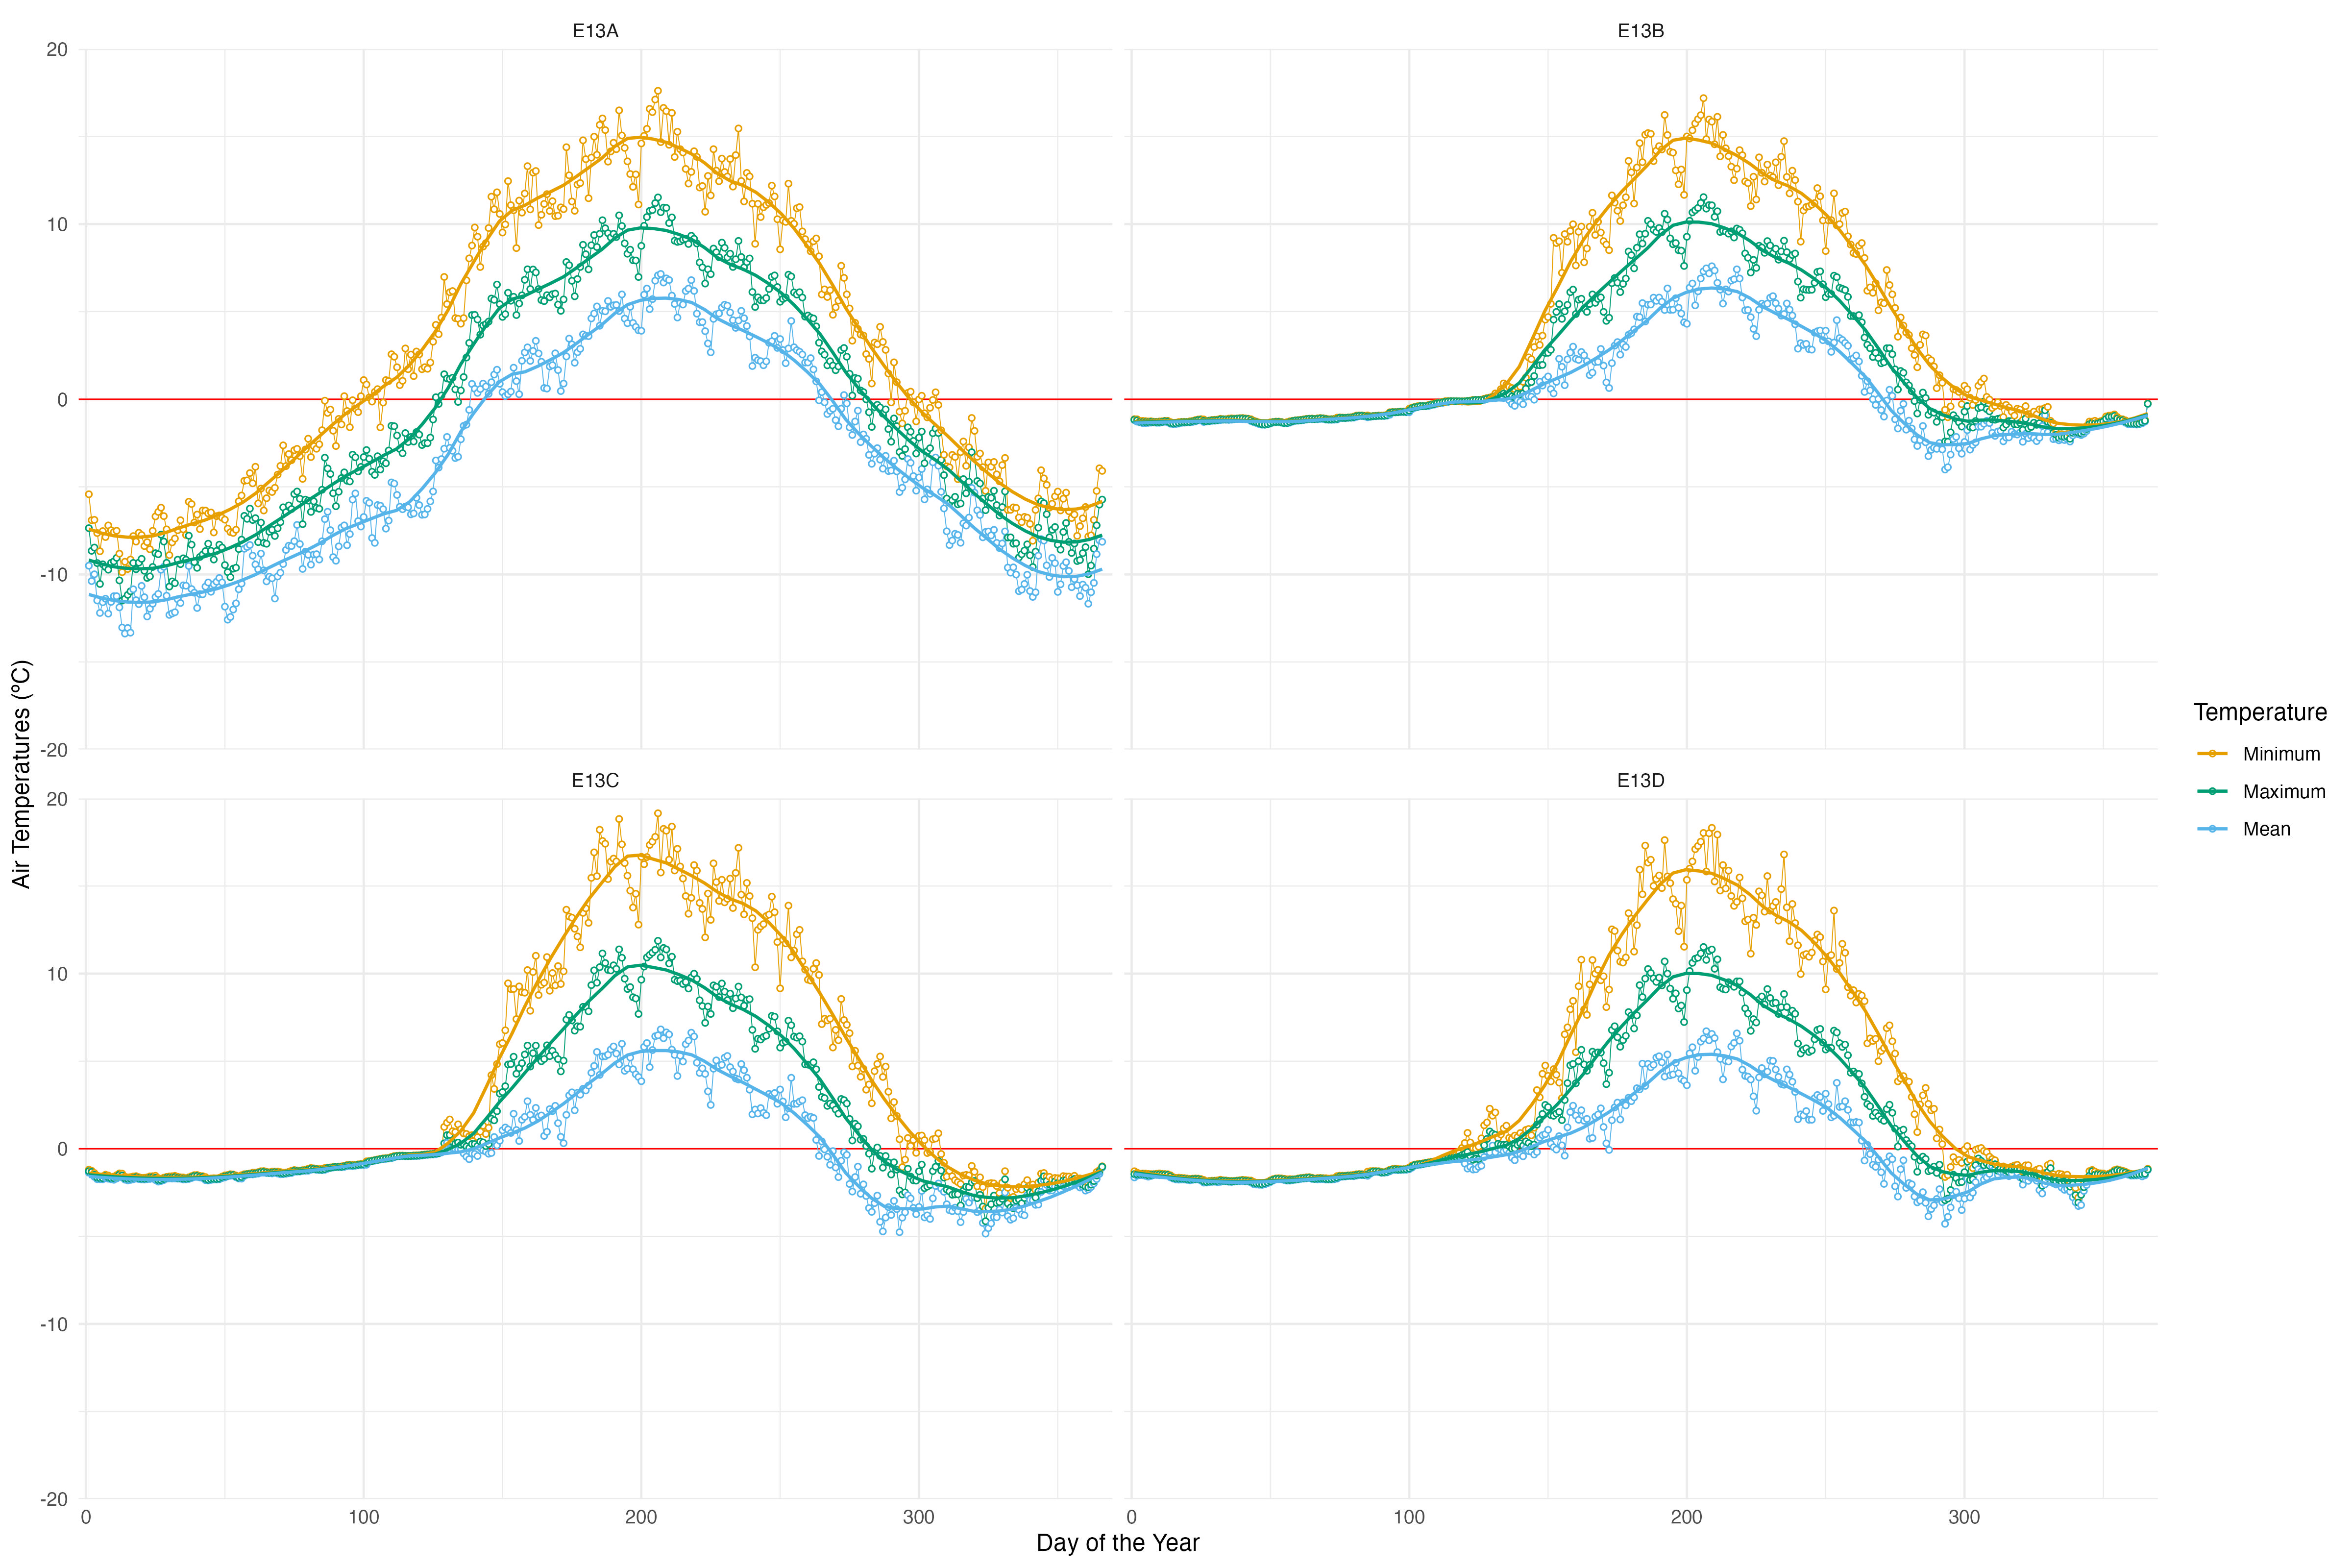 E13A
E13B
20
10
0
-10
-20
E13C
E13D
20
10
0
-10
-20
0
100
200
300
0
100
200
300
Day of the Year
Air Temperatures (ºC)
Temperature
Minimum
Maximum
Mean